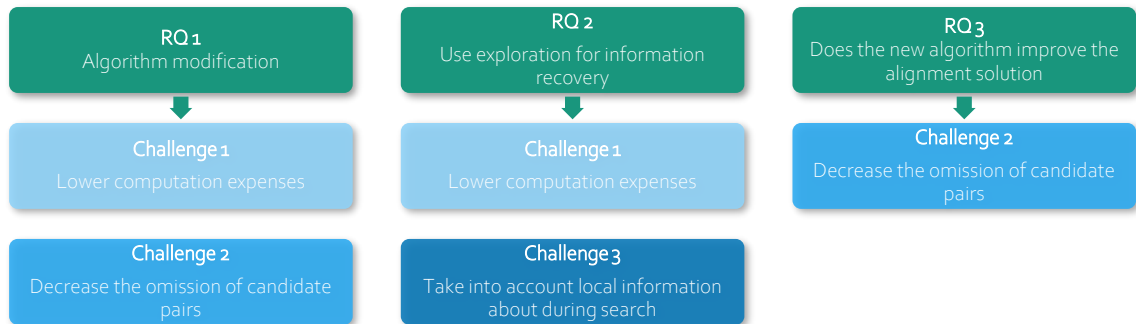 RQ 1
Algorithm modification
Challenge 1
Lower computation expenses
Challenge 2
Decrease the omission of candidate
pairs
RQ 2
Use exploration for information
recovery
Challenge 1
Lower computation expenses
Challenge 3
Take into account local information
about during search
RQ 3
Does the new algorithm improve the
alignment solution
Challenge 2
Decrease the omission of candidate
pairs